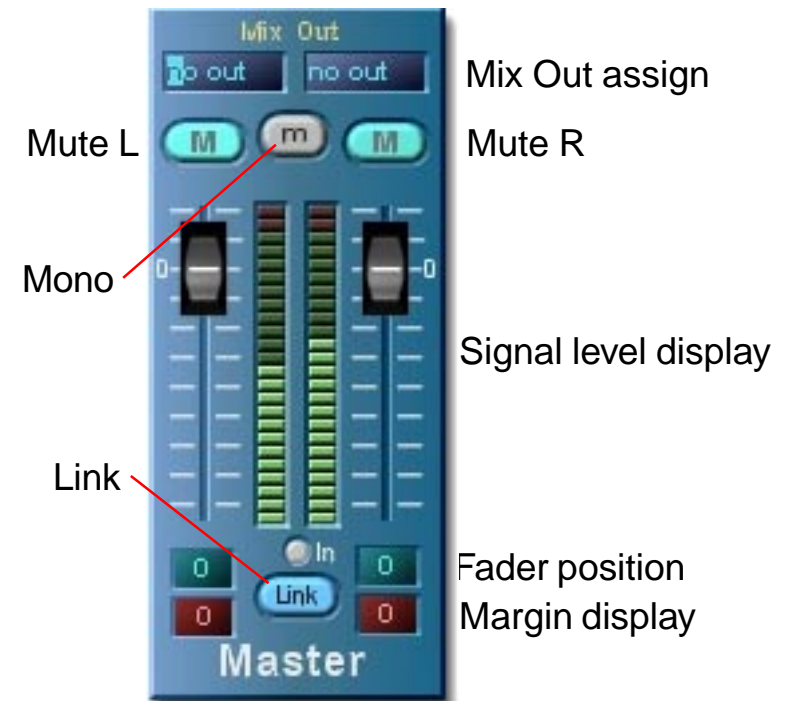 Mix Out
no out no out
Mix Out assign
Mute L
M
m
M
Mute R
0
0
Mono
Signal level display
Link
In
0
0
Fader position
Link
0
0
Margin display
Master